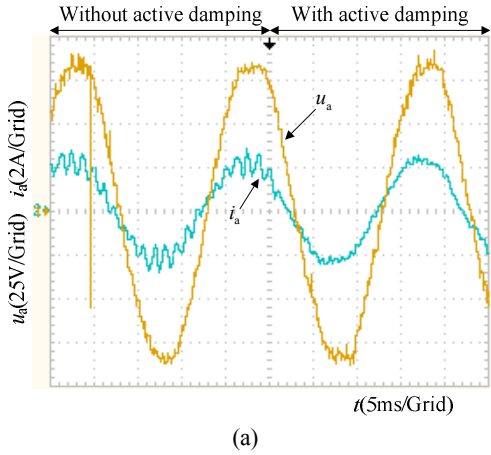 Without active damping
With active damping
ua
ia
ua(25V/Grid) ia(2A/Grid)
t(5ms/Grid)
(a)